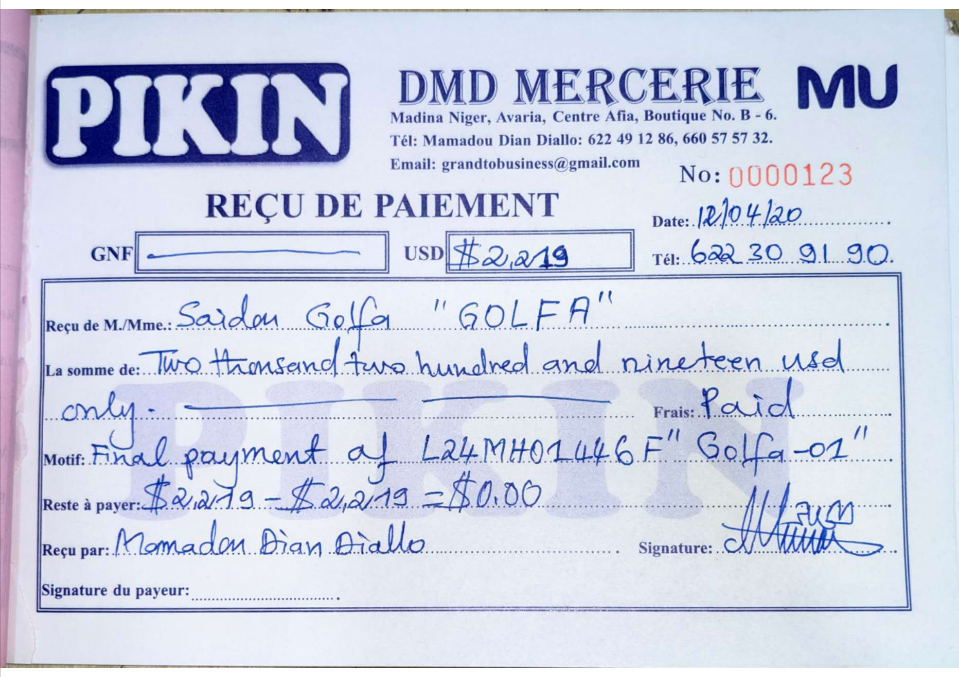 PIKIN
DMD MERCERIE
MU
Madina Niger, Avaria, Centre Afia, Boutique No. B - 6.
Tél: Mamadou Dian Diallo: 622 49 12 86, 660 57 57 32.
Email: grandtobusiness@gmail.com
No: 0000123
REÇU DE PAIEMENT
Date: 12/04/20
GNF USD $2,219
Tél: 622 30 91 90.
Reçu de M./Mme.: Saidou Golfa "GOLFA"
La somme de: Two thousand two hundred and nineteen usd
only. Frais: Paid
Motif: Final payment of L24MH01446F "Golfa-01"
Reste à payer: $2,219 - $2,219 = $0.00
Reçu par: Mamadou Dian Diallo Signature:
Signature du payeur:
PIKIN